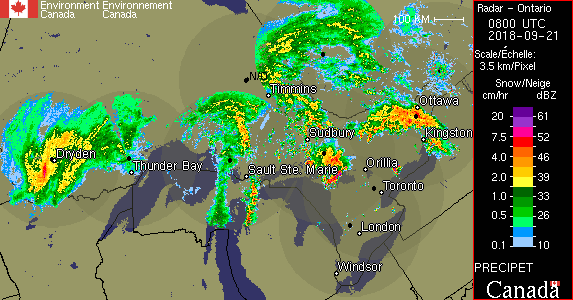 Environment Environnement
Canada Canada
100 KM
Timmins
Ottawa
Sudbury
Kingston
Dryden
Thunder Bay
Sault Ste. Marie
Orillia
Toronto
London
Windsor
Radar - Ontario
0800 UTC
2018-09-21
Scale/Échelle:
3.5 km/Pixel
Snow/Neige
cm/hr dBZ
20 61
7.5 52
4.0 46
2.0 39
1.0 33
0.5 26
0.1 10
PRECIPET
Canada